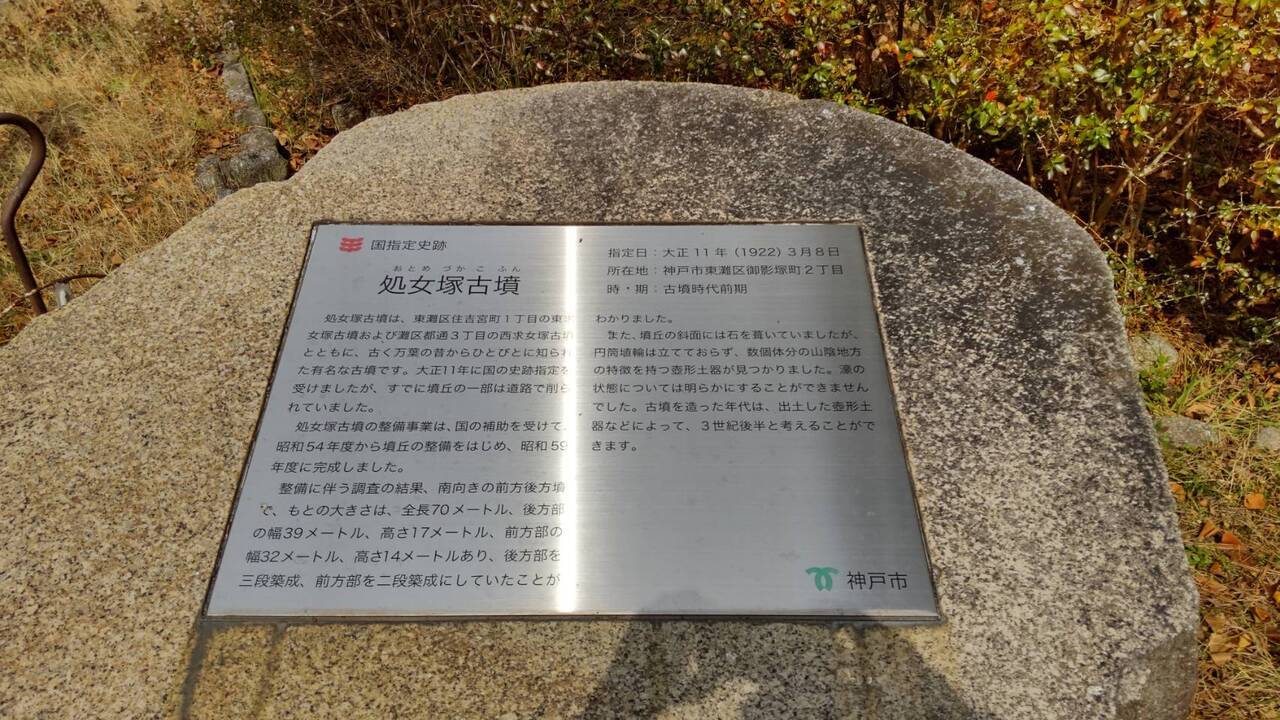 国指定史跡
おとめづかこふん
処女塚古墳
処女塚古墳は、東灘区住吉宮町1丁目の東求
女塚古墳および灘区都通3丁目の西求女塚古墳
とともに、古く万葉の昔からひとびとに知られ
た有名な古墳です。大正11年に国の史跡指定を
受けましたが、すでに墳丘の一部は道路で削ら
れていました。
処女塚古墳の整備事業は、国の補助を受けて、
昭和54年度から墳丘の整備をはじめ、昭和59
年度に完成しました。
整備に伴う調査の結果、南向きの前方後方墳
で、もとの大きさは、全長70メートル、後方部
の幅39メートル、高さ17メートル、前方部の
幅32メートル、高さ14メートルあり、後方部を
三段築成、前方部を二段築成にしていたことが
指定日：大正11年（1922）3月8日
所在地：神戸市東灘区御影塚町2丁目
時・期：古墳時代前期
わかりました。
また、墳丘の斜面には石を葺いていましたが、
円筒埴輪は立てておらず、数個体分の山陰地方
の特徴を持つ壺形土器が見つかりました。濠の
状態については明らかにすることができません
でした。古墳を造った年代は、出土した壺形土
器などによって、3世紀後半と考えることがで
きます。
神戸市